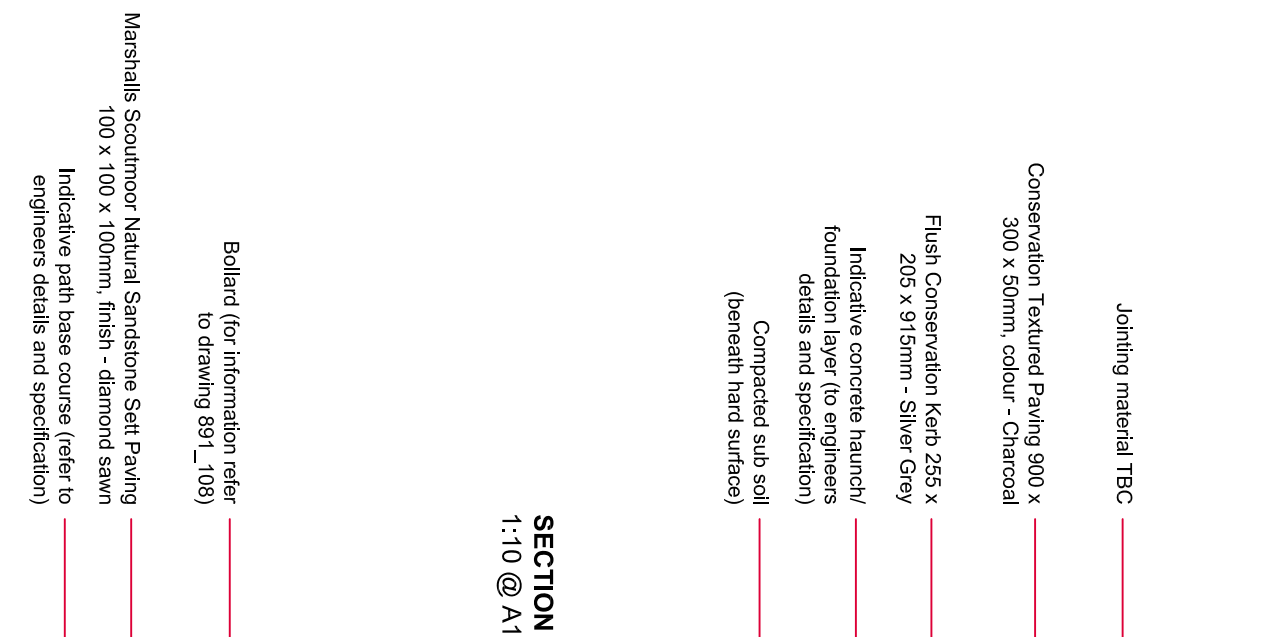 Jointing material TBC
Conservation Textured Paving 900 x
300 x 50mm, colour - Charcoal
Flush Conservation Kerb 255 x
205 x 915mm - Silver Grey
Indicative concrete haunch/
foundation layer (to engineers
details and specification)
Compacted sub soil
(beneath hard surface)
SECTION
1:10 @ A1
Bollard (for information refer
to drawing 891_108)
Marshalls Scoutmoor Natural Sandstone Sett Paving
100 x 100 x 100mm, finish - diamond sawn
Indicative path base course (refer to
engineers details and specification)